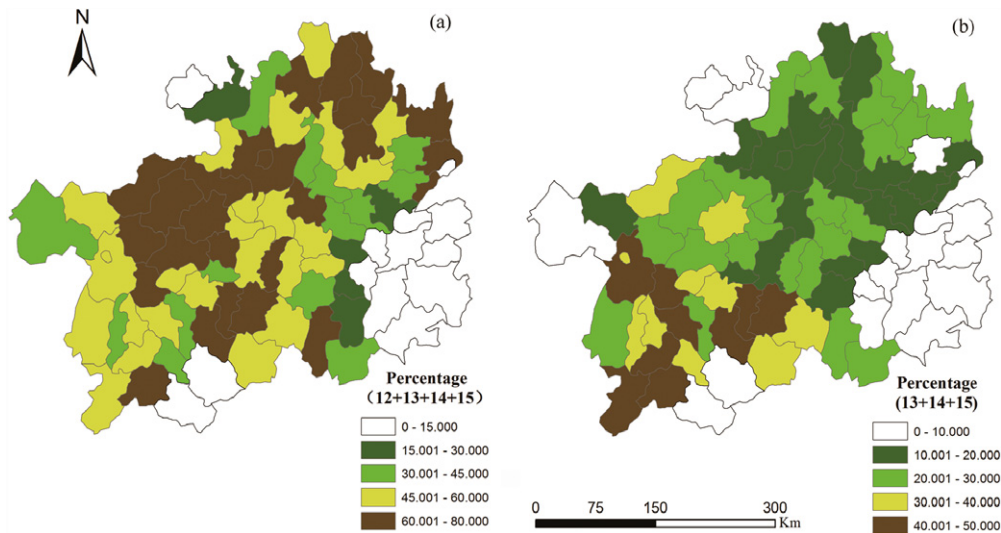 N
(a)
(b)
Percentage
(12+13+14+15)
0 - 15.000
15.001 - 30.000
30.001 - 45.000
45.001 - 60.000
60.001 - 80.000
Percentage
(13+14+15)
0 - 10.000
10.001 - 20.000
20.001 - 30.000
30.001 - 40.000
40.001 - 50.000
0 75 150 300
Km